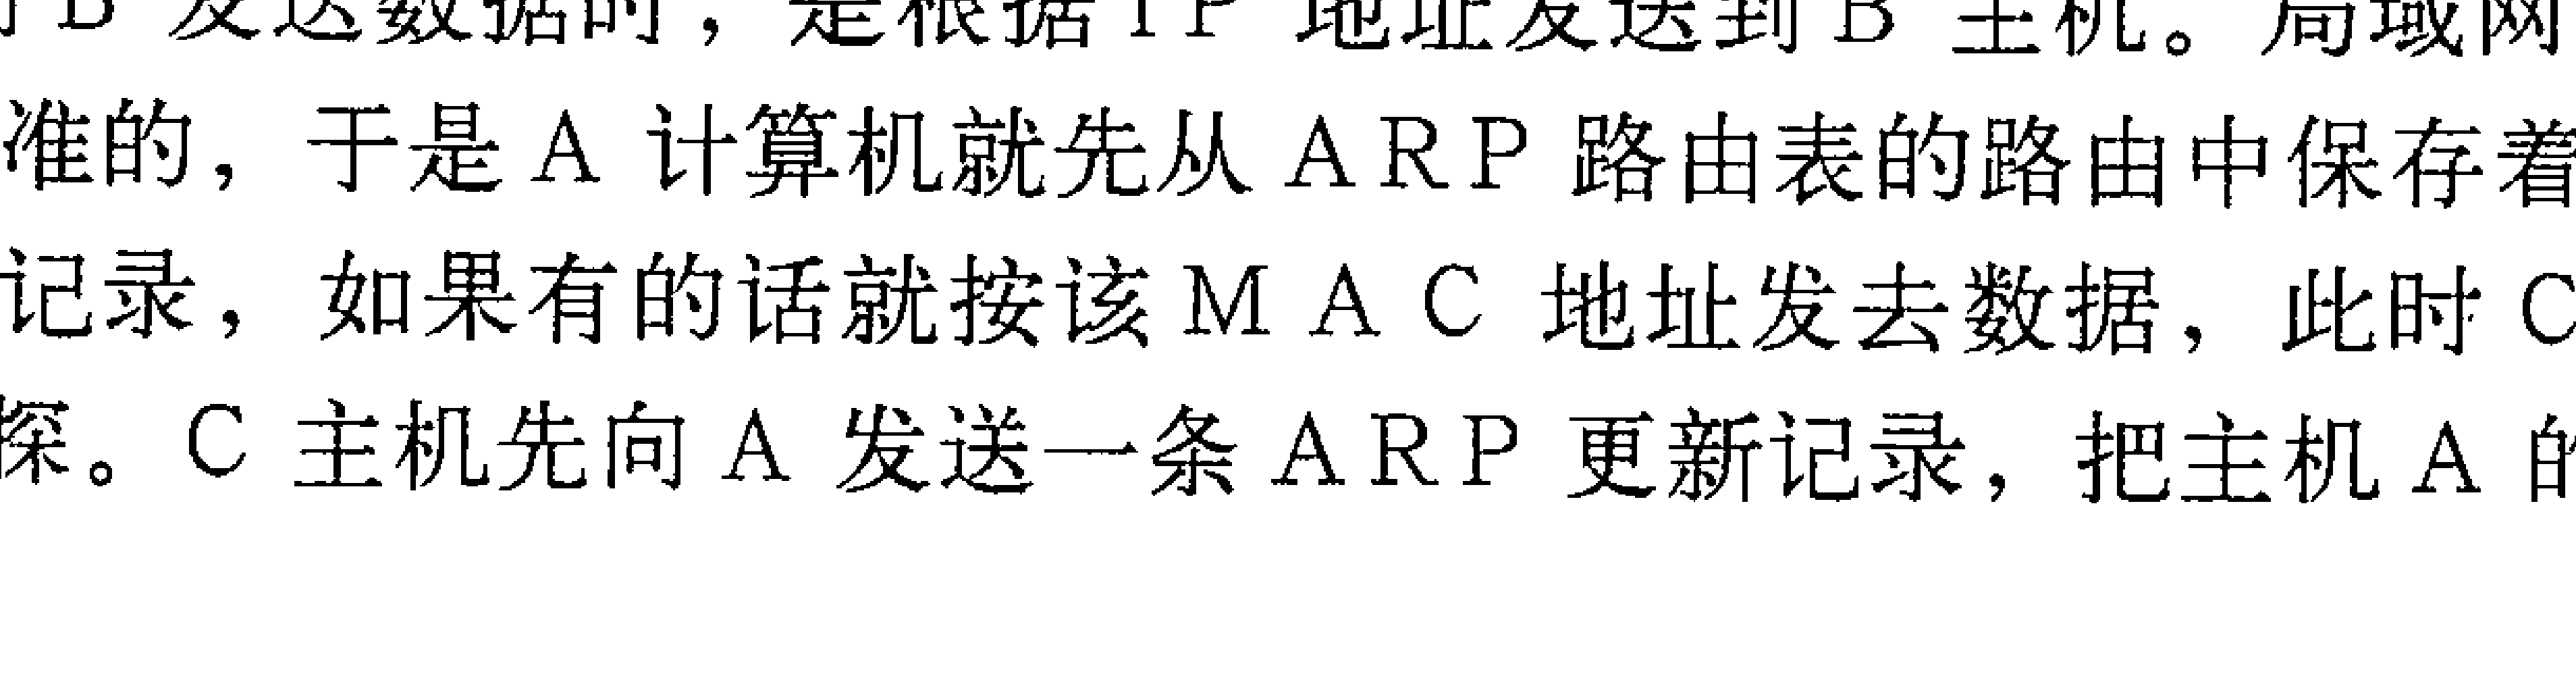 B 发送数据时，是根据 IP 地址发送到 B 主机。局域网
准的，于是 A 计算机就先从 ARP 路由表的路由中保存着
记录，如果有的话就按该 MAC 地址发去数据，此时 C
探。C 主机先向 A 发送一条 ARP 更新记录，把主机 A 的